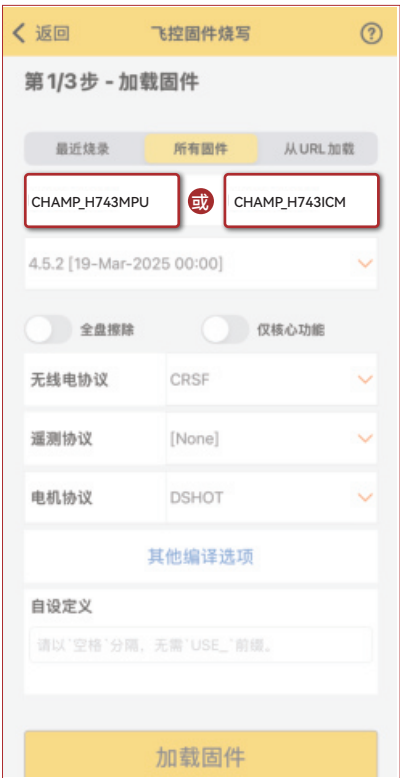 返回 飞控固件烧写 ?
第1/3步 - 加载固件
最近烧录 所有固件 从URL加载
CHAMP_H743MPU 或 CHAMP_H743ICM
4.5.2 [19-Mar-2025 00:00]
全盘擦除 仅核心功能
无线电协议 CRSF
遥测协议 [None]
电机协议 DSHOT
其他编译选项
自设定义
请以`空格`分隔, 无需`USE_`前缀。
加载固件